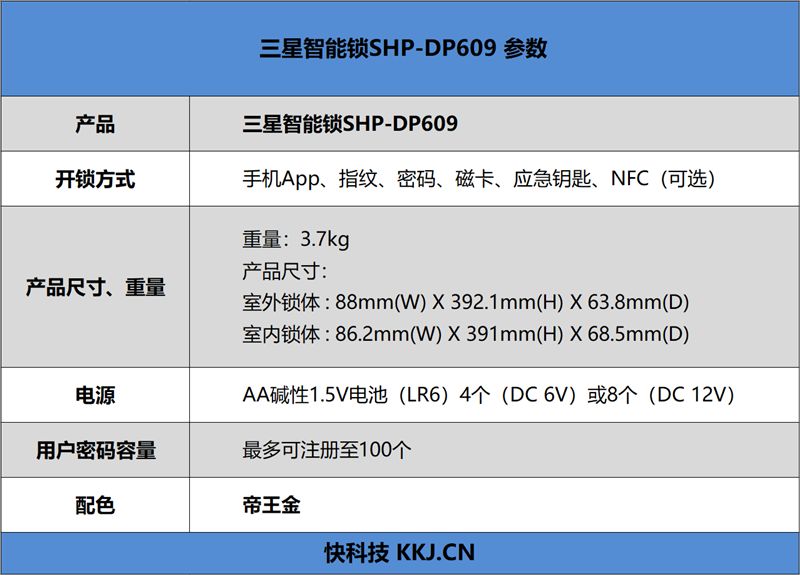 三星智能锁SHP-DP609 参数
产品
三星智能锁SHP-DP609
开锁方式
手机App、指纹、密码、磁卡、应急钥匙、NFC（可选）
产品尺寸、重量
重量：3.7kg
产品尺寸：
室外锁体 : 88mm(W) X 392.1mm(H) X 63.8mm(D)
室内锁体 : 86.2mm(W) X 391mm(H) X 68.5mm(D)
电源
AA碱性1.5V电池（LR6）4个（DC 6V）或8个（DC 12V）
用户密码容量
最多可注册至100个
配色
帝王金
快科技 KKJ.CN